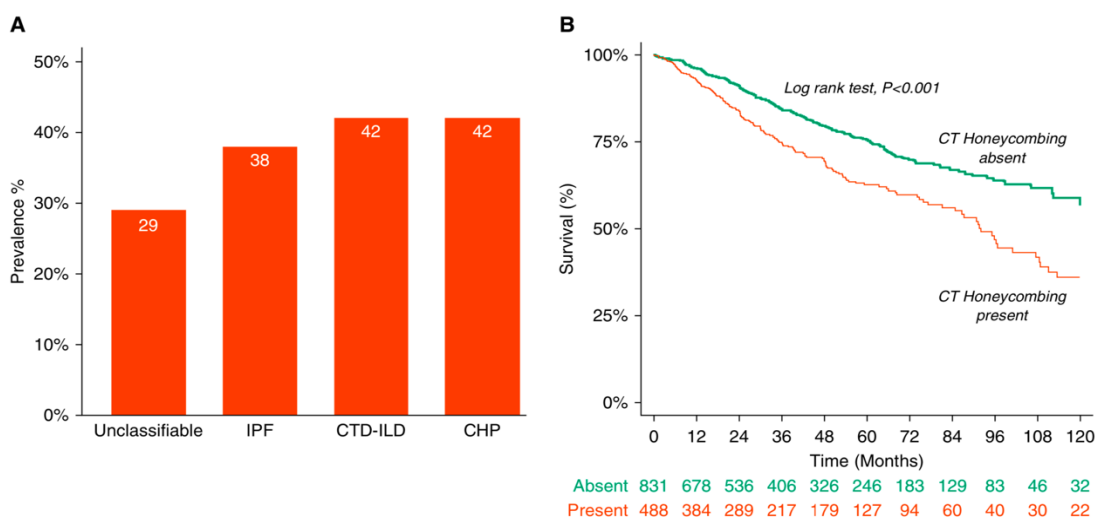 A
Prevalence %
50%
40%
30%
20%
10%
0%
29
38
42
42
Unclassifiable IPF CTD-ILD CHP
B
Survival (%)
100%
75%
50%
25%
0%
Log rank test, P<0.001
CT Honeycombing
absent
CT Honeycombing
present
0 12 24 36 48 60 72 84 96 108 120
Time (Months)
Absent 831 678 536 406 326 246 183 129 83 46 32
Present 488 384 289 217 179 127 94 60 40 30 22